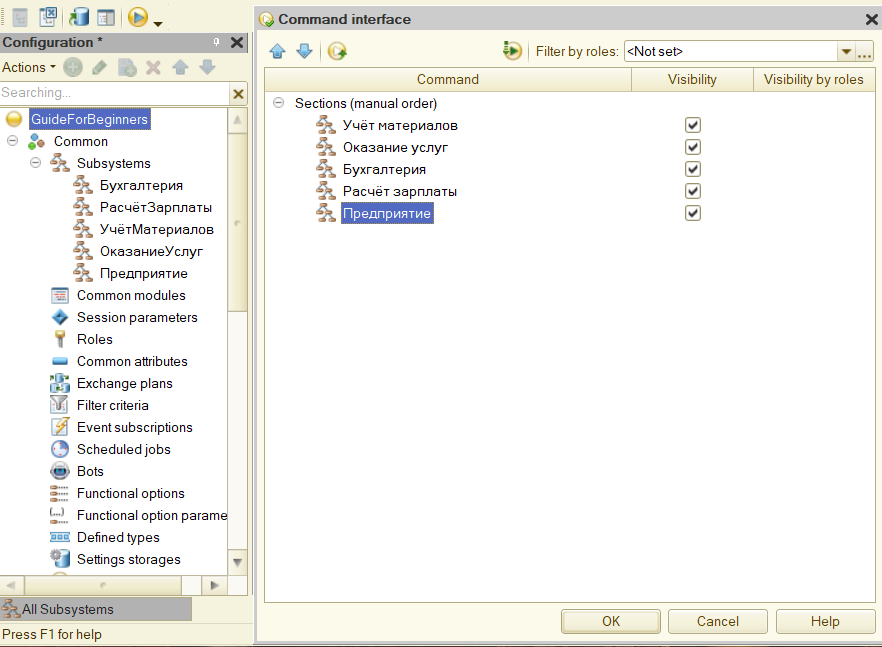 Configuration *
Actions
Searching...
GuideForBeginners
Common
Subsystems
Бухгалтерия
РасчётЗарплаты
УчётМатериалов
ОказаниеУслуг
Предприятие
Common modules
Session parameters
Roles
Common attributes
Exchange plans
Filter criteria
Event subscriptions
Scheduled jobs
Bots
Functional options
Functional option parame
Defined types
Settings storages
All Subsystems
Press F1 for help
Command interface
Filter by roles: <Not set>
Command Visibility Visibility by roles
Sections (manual order)
Учёт материалов
Оказание услуг
Бухгалтерия
Расчёт зарплаты
Предприятие
OK Cancel Help